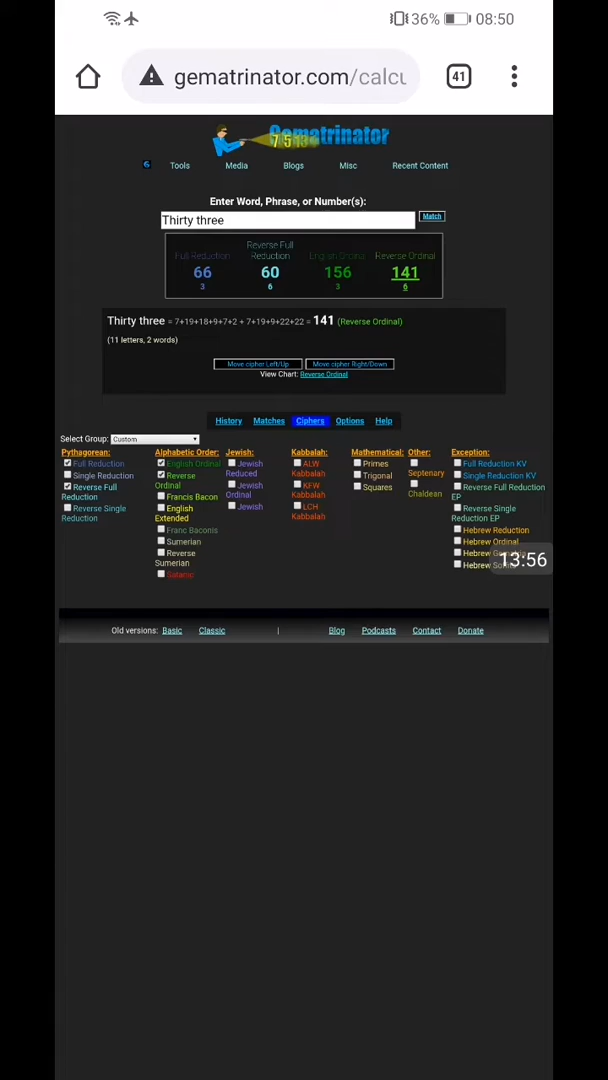 36% 08:50
gematrinator.com/calcu
41
Gematrinator
6 Tools Media Blogs Misc Recent Content
Enter Word, Phrase, or Number(s):
Thirty three Match
Full Reduction Reverse Full Reduction English Ordinal Reverse Ordinal
66 60 156 141
3 6 3 6
Thirty three = 7+19+18+9+7+2 + 7+19+9+22+22 = 141 (Reverse Ordinal)
(11 letters, 2 words)
Move cipher Left/Up Move cipher Right/Down
View Chart: Reverse Ordinal
History Matches Ciphers Options Help
Select Group: Custom
Pythagorean: Alphabetic Order: Jewish: Kabbalah: Mathematical: Other: Exception:
Full Reduction English Ordinal Jewish Reduced ALW Kabbalah Primes Septenary Full Reduction KV
Single Reduction Reverse Ordinal Jewish Ordinal KFW Kabbalah Trigonal Chaldean Single Reduction KV
Reverse Full Reduction Francis Bacon Jewish LCH Kabbalah Squares Reverse Full Reduction EP
Reverse Single Reduction English Extended Reverse Single Reduction EP
Franc Baconis Hebrew Reduction
Sumerian Hebrew Ordinal
Reverse Sumerian Hebrew
Satanic Hebrew
13:56
Old versions: Basic Classic | Blog Podcasts Contact Donate